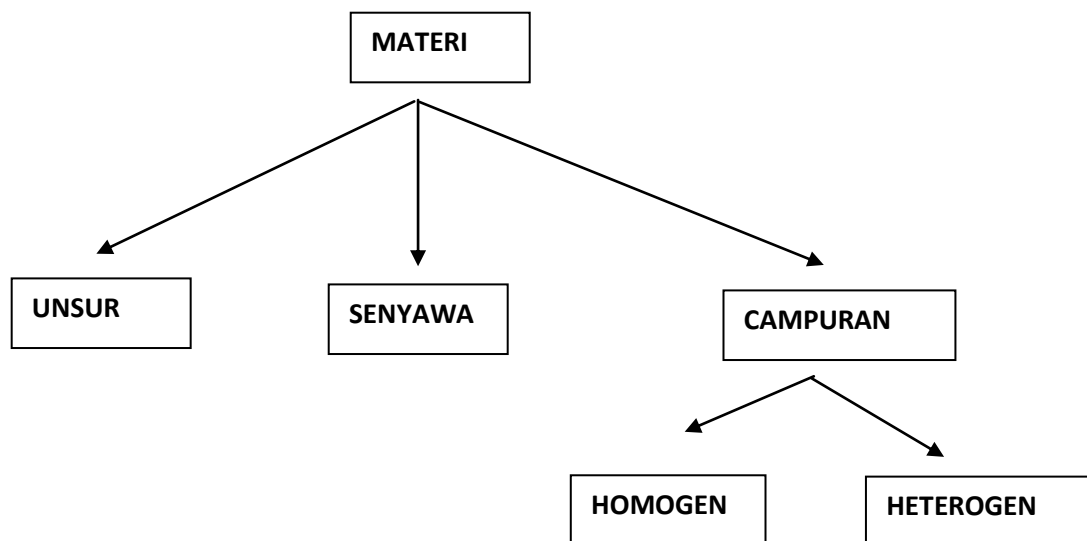 MATERI
UNSUR
SENYAWA
CAMPURAN
HOMOGEN
HETEROGEN